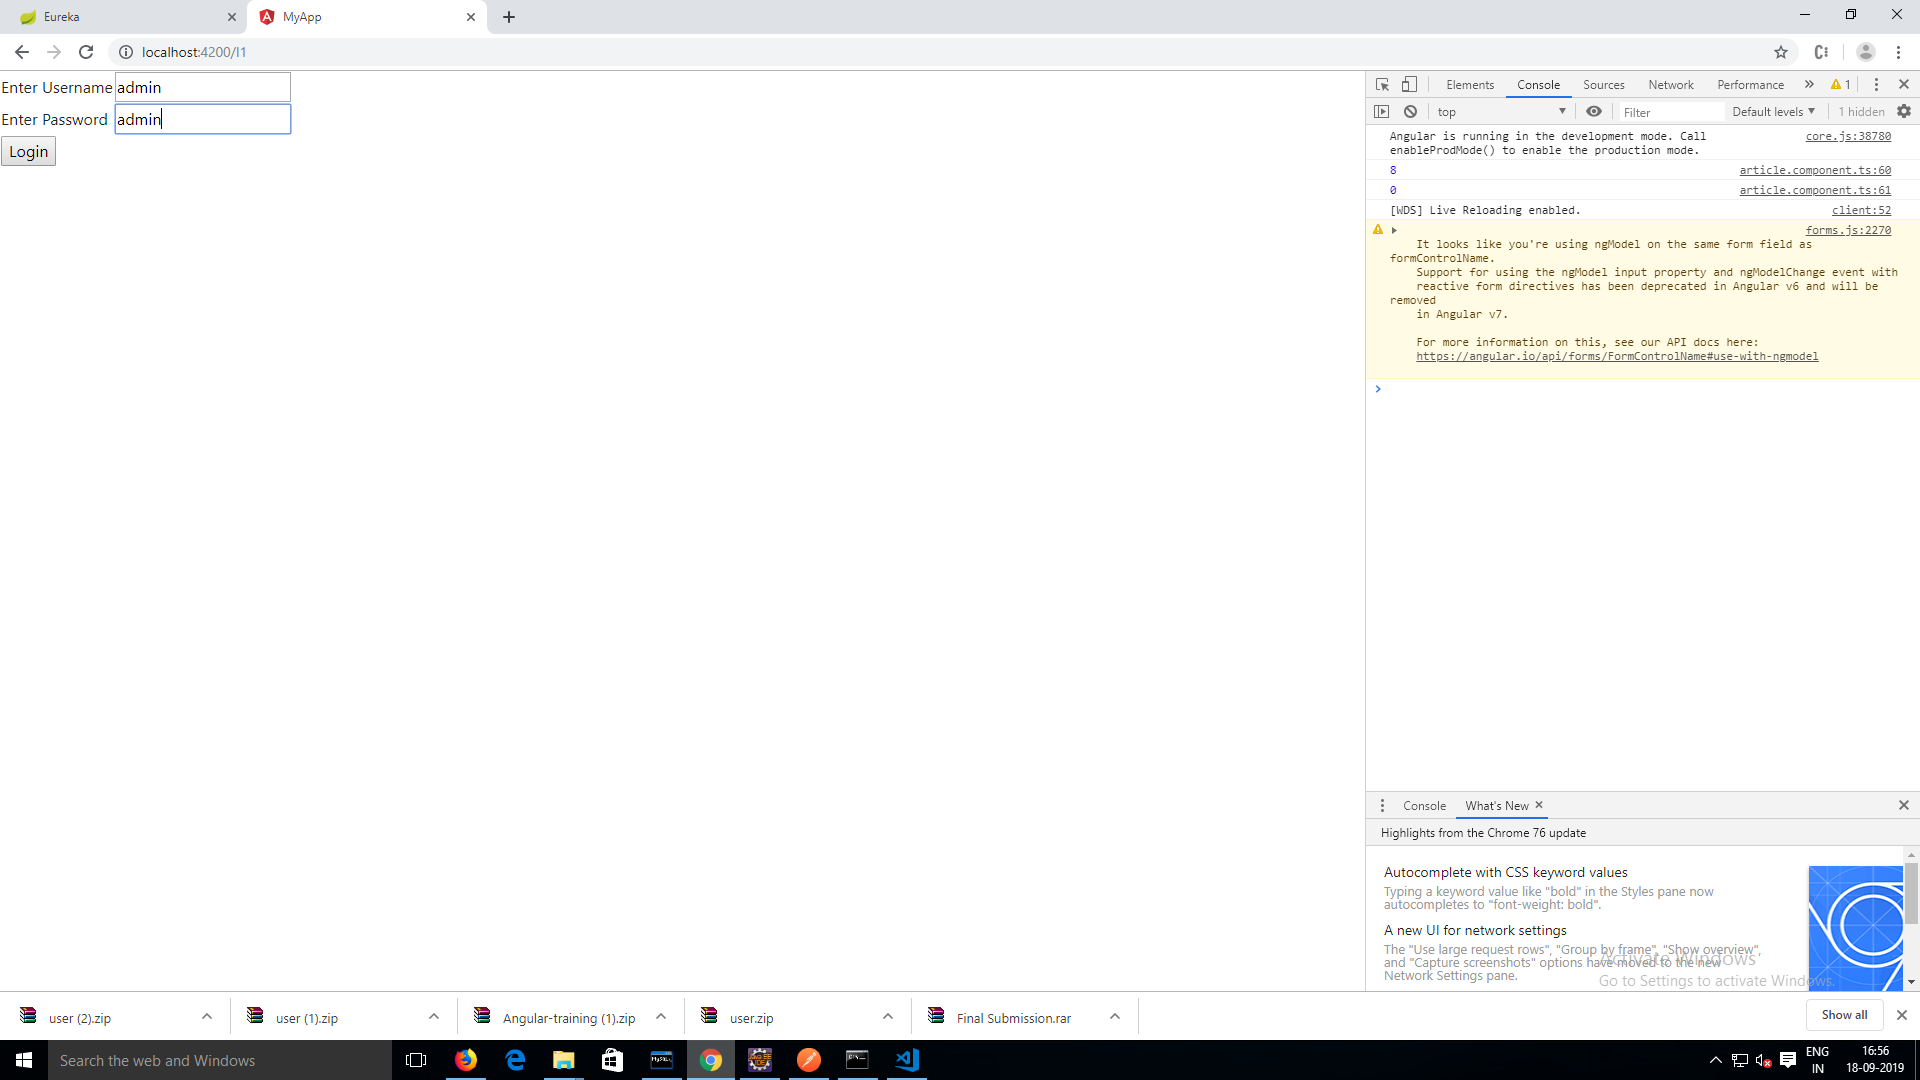 Eureka
MyApp
localhost:4200/l1
Enter Username admin
Enter Password admin
Login
Elements Console Sources Network Performance 1
top Filter Default levels 1 hidden
Angular is running in the development mode. Call core.js:38780
enableProdMode() to enable the production mode.
8 article.component.ts:60
0 article.component.ts:61
[WDS] Live Reloading enabled. client:52
forms.js:2270
It looks like you're using ngModel on the same form field as
formControlName.
Support for using the ngModel input property and ngModelChange event with
reactive form directives has been deprecated in Angular v6 and will be
removed
in Angular v7.
For more information on this, see our API docs here:
https://angular.io/api/forms/FormControlName#use-with-ngmodel
Console What's New
Highlights from the Chrome 76 update
Autocomplete with CSS keyword values
Typing a keyword value like "bold" in the Styles pane now
autocompletes to "font-weight: bold".
A new UI for network settings
The "Use large request rows", "Group by frame", "Show overview",
and "Capture screenshots" options have moved to the new
Network Settings pane.
Activate Windows
Go to Settings to activate Windows.
user (2).zip user (1).zip Angular-training (1).zip user.zip Final Submission.rar Show all
Search the web and Windows
ENG 16:56
IN 18-09-2019